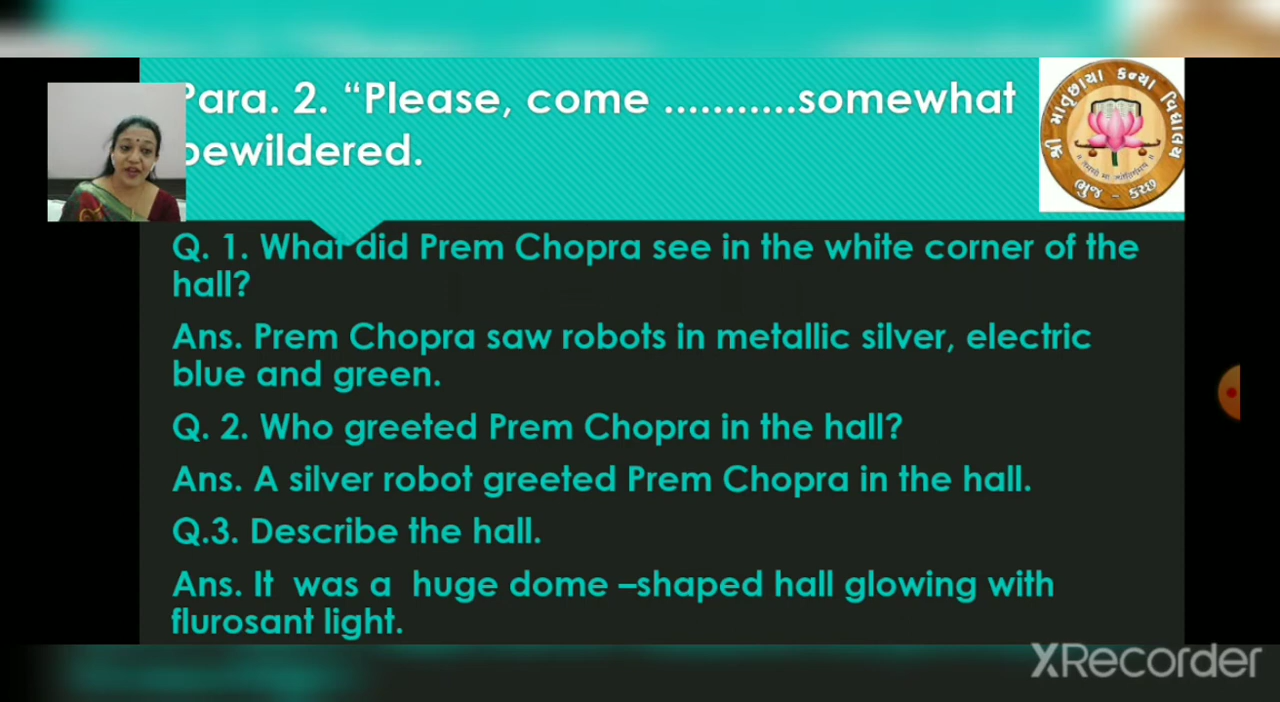 Para. 2. “Please, come ...........somewhat
bewildered.
શ્રી માતૃછાયા કન્યા વિદ્યાલય
ભુજ - કચ્છ
Q. 1. What did Prem Chopra see in the white corner of the
hall?
Ans. Prem Chopra saw robots in metallic silver, electric
blue and green.
Q. 2. Who greeted Prem Chopra in the hall?
Ans. A silver robot greeted Prem Chopra in the hall.
Q.3. Describe the hall.
Ans. It was a huge dome –shaped hall glowing with
flurosant light.
XRecorder